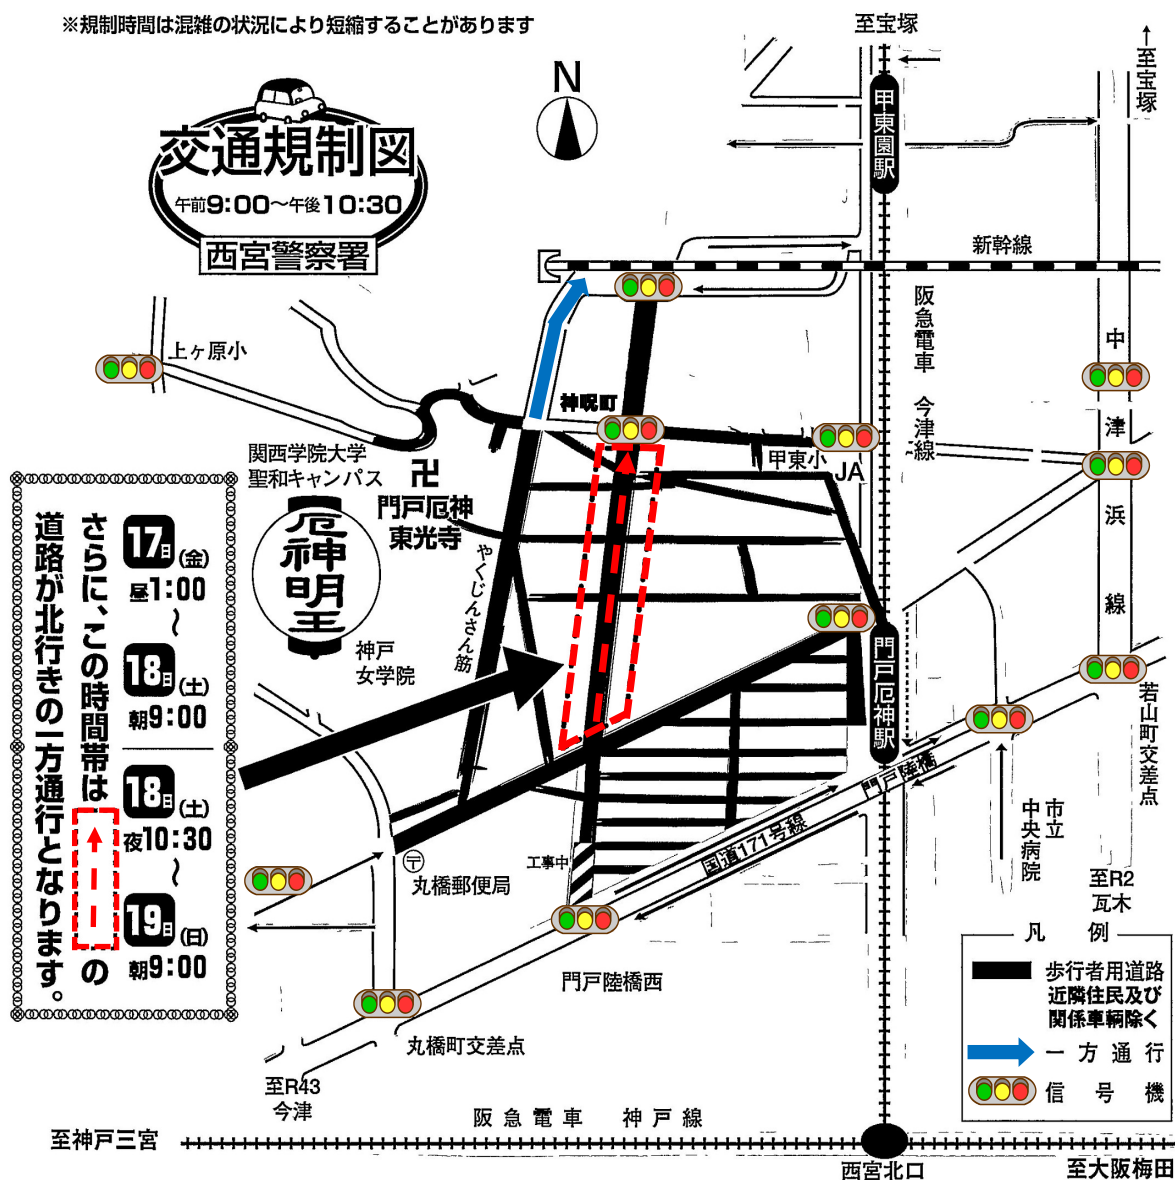 ※規制時間は混雑の状況により短縮することがあります
至宝塚
↑至宝塚
N
交通規制図
午前9:00～午後10:30
西宮警察署
甲東園駅
新幹線
阪急電車 今津線
中津浜線
上ヶ原小
神呪町
甲東小
JA
関西学院大学
聖和キャンパス
卍
門戸厄神
東光寺
厄神明王
やくじんさん筋
神戸
女学院
門戸厄神駅
若山町交差点
門戸陸橋
市立
中央病院
国道171号線
工事中
〒
丸橋郵便局
至R2
瓦木
門戸陸橋西
丸橋町交差点
至R43
今津
17日(金)
昼1:00
～
18日(土)
朝9:00
18日(土)
夜10:30
～
19日(日)
朝9:00
さらに、この時間帯は の
道路が北行きの一方通行となります。
凡例
歩行者用道路
近隣住民及び
関係車輌除く
一方通行
信号機
阪急電車 神戸線
至神戸三宮
西宮北口
至大阪梅田